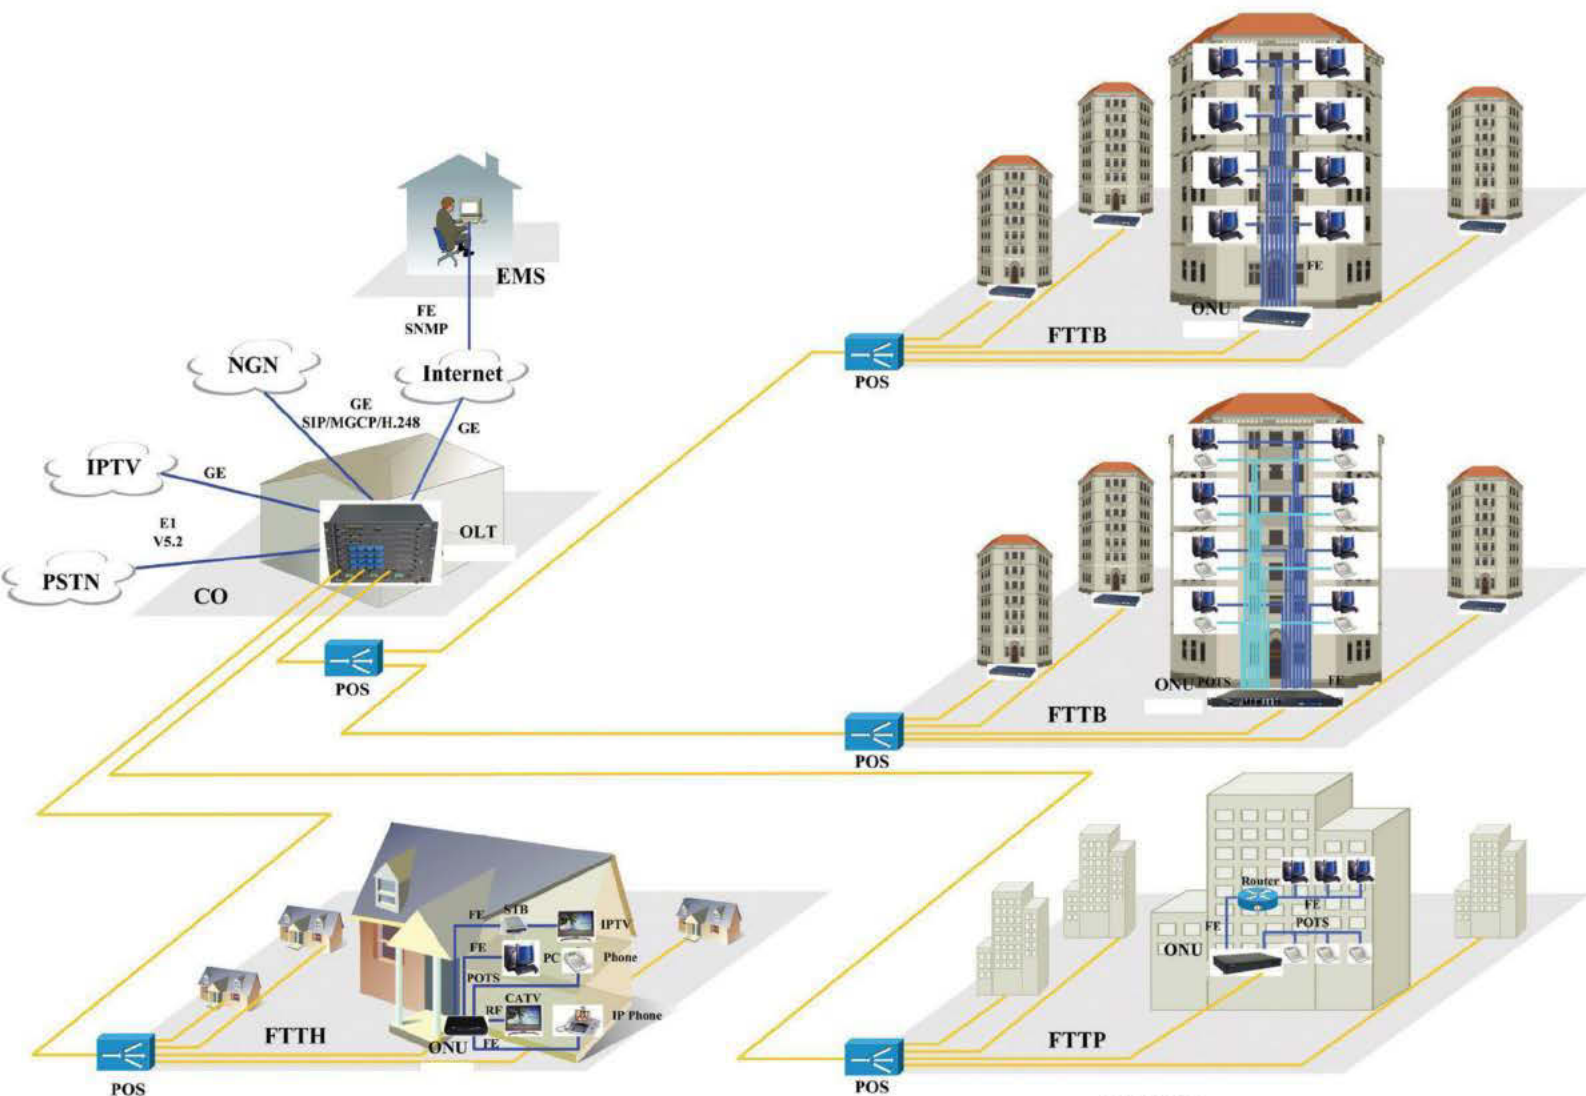 EMS
FE
SNMP
NGN
Internet
GE
SIP/MGCP/H.248
GE
IPTV
GE
E1
V5.2
OLT
PSTN
CO
POS
FE
ONU
FTTB
POS
ONU
POTS
FE
FTTB
POS
STB
FE
IPTV
FE
PC
Phone
POTS
CATV
RF
IP Phone
FE
ONU
FTTH
POS
Router
FE
FE
POTS
ONU
FTTP
POS